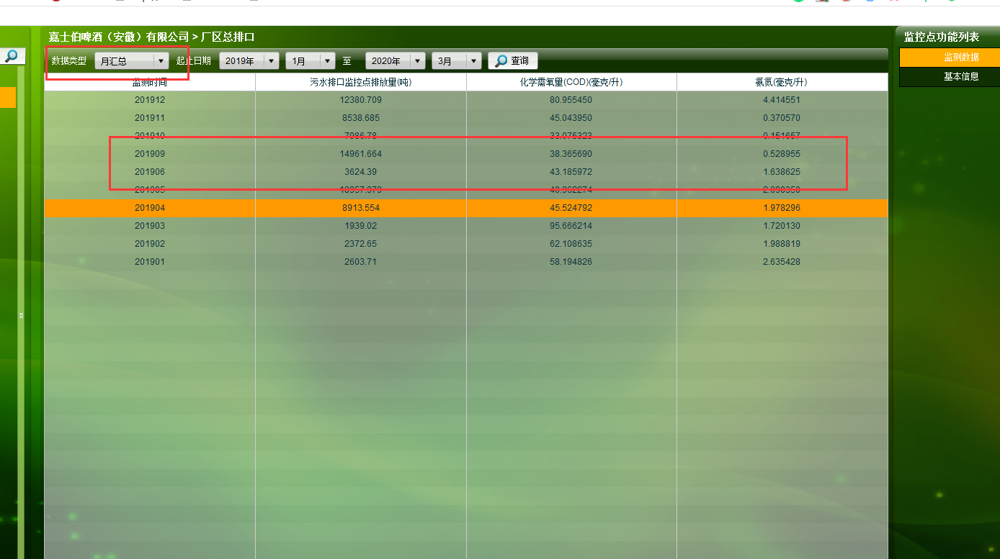 嘉士伯啤酒（安徽）有限公司 > 厂区总排口
数据类型 月汇总 起止日期 2019年 1月 至 2020年 3月 查询
监测时间 污水排口监控点排放量(吨) 化学需氧量(COD)(毫克/升) 氨氮(毫克/升)
201912 12380.709 80.955450 4.414551
201911 8538.685 45.043950 0.370570
201910 7986.78 33.075323 0.151657
201909 14961.664 38.365690 0.528955
201906 3624.39 43.185972 1.638625
201905
201904 8913.554 45.524792 1.978296
201903 1939.02 95.666214 1.720130
201902 2372.65 62.108635 1.988819
201901 2603.71 58.194826 2.635428
监控点功能列表
监测数据
基本信息